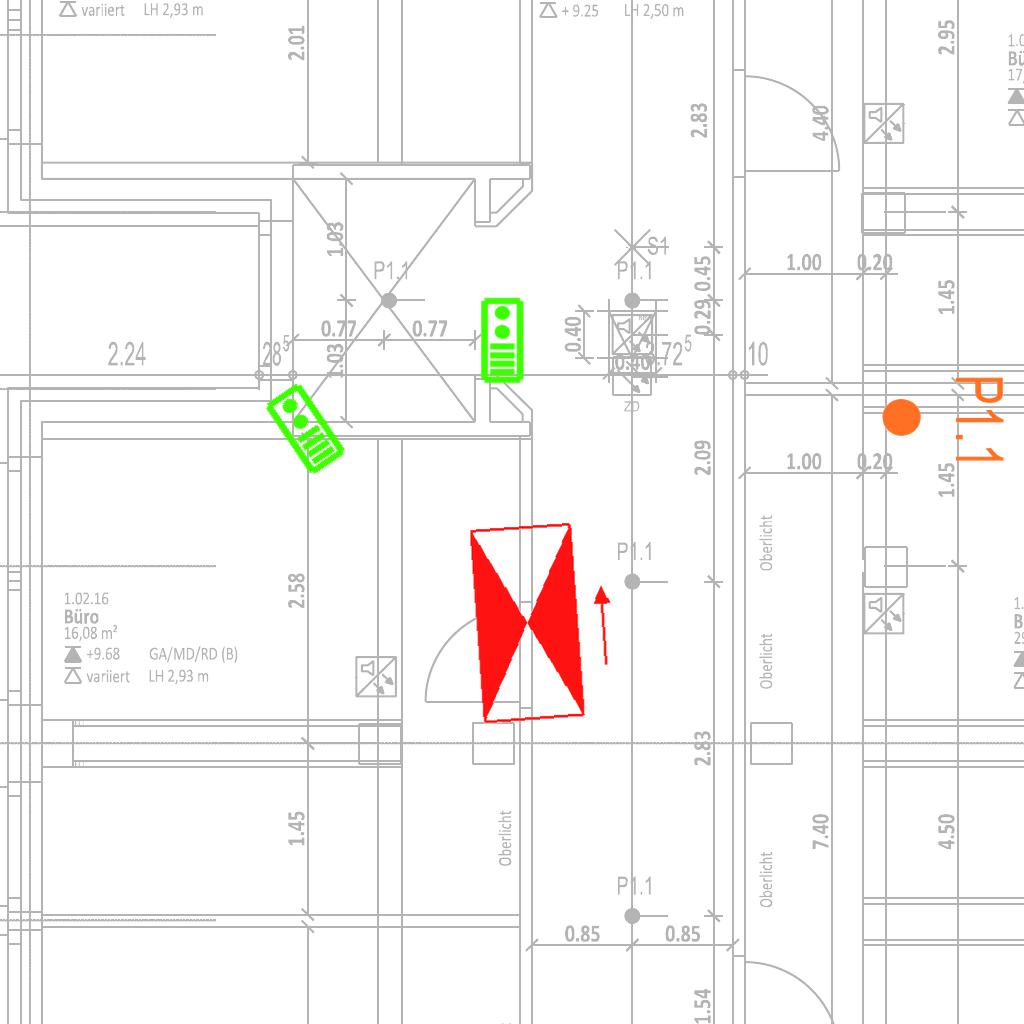 variiert LH 2,93 m
+ 9.25 LH 2,50 m
2.01
2.95
2.83
4.40
1.03
P1.1
S1
P1.1
1.00
0.20
0.45
1.45
0.29
0.77
0.77
0.40
1.03
2.24
28⁵
72⁵
10
0.40
ZD
P1.1
2.09
1.00
0.20
1.45
Oberlicht
P1.1
2.58
1.02.16
Büro
16,08 m²
+9.68 GA/MD/RD (B)
variiert LH 2,93 m
Oberlicht
2.83
1.45
Oberlicht
7.40
4.50
Oberlicht
P1.1
0.85
0.85
1.54